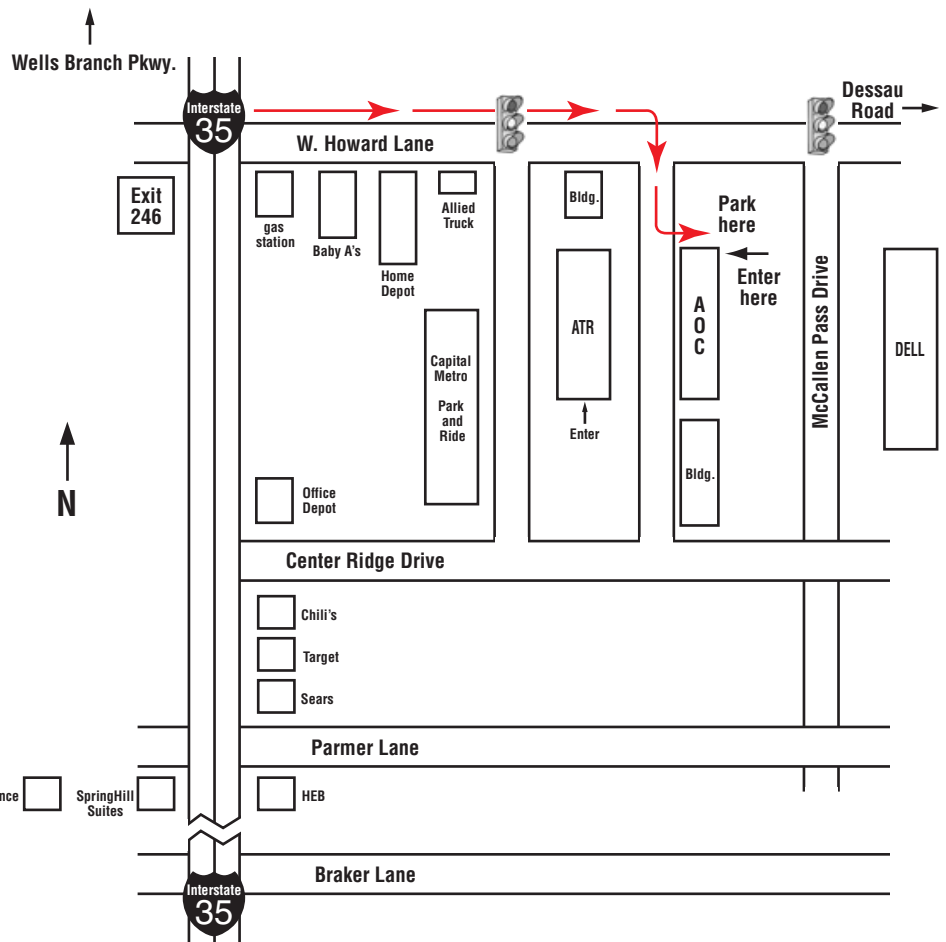 Wells Branch Pkwy.
Interstate
35
Dessau
Road
W. Howard Lane
Exit
246
gas
station
Baby A's
Home
Depot
Allied
Truck
Bldg.
Park
here
Enter
here
Capital
Metro
Park
and
Ride
ATR
Enter
A
O
C
Bldg.
McCallen Pass Drive
DELL
N
Office
Depot
Center Ridge Drive
Chili's
Target
Sears
Parmer Lane
SpringHill
Suites
HEB
Braker Lane
Interstate
35